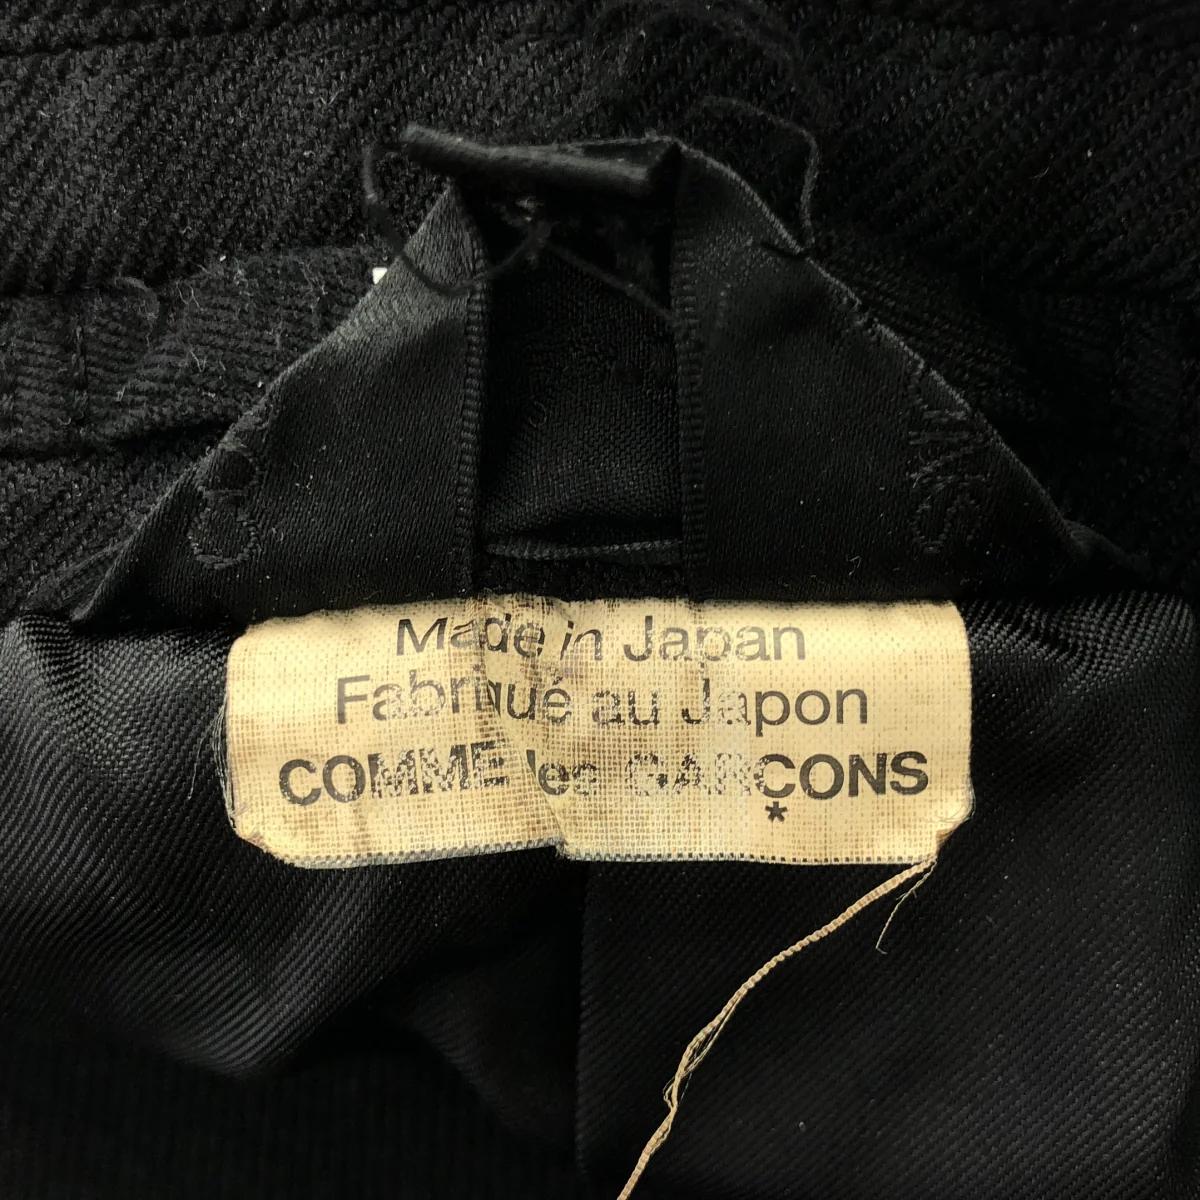 Made in Japan
Fabriqué au Japon
COMME des GARÇONS
*